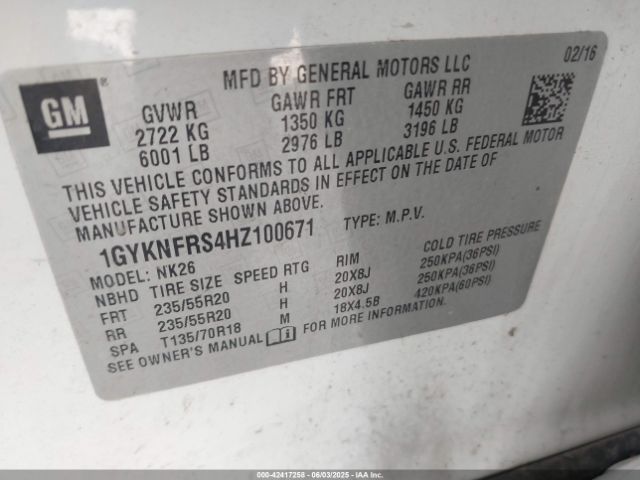 GM
MFD BY GENERAL MOTORS LLC 02/16
GVWR GAWR FRT GAWR RR
2722 KG 1350 KG 1450 KG
6001 LB 2976 LB 3196 LB
THIS VEHICLE CONFORMS TO ALL APPLICABLE U.S. FEDERAL MOTOR
VEHICLE SAFETY STANDARDS IN EFFECT ON THE DATE OF
MANUFACTURE SHOWN ABOVE.
1GYKNFRS4HZ100671 TYPE: M.P.V.
MODEL: NK26
NBHD TIRE SIZE SPEED RTG RIM COLD TIRE PRESSURE
FRT 235/55R20 H 20X8J 250KPA(36PSI)
RR 235/55R20 H 20X8J 250KPA(36PSI)
SPA T135/70R18 M 18X4.5B 420KPA(60PSI)
SEE OWNER'S MANUAL FOR MORE INFORMATION.
000-42417258 - 06/03/2025 - IAAI.COM